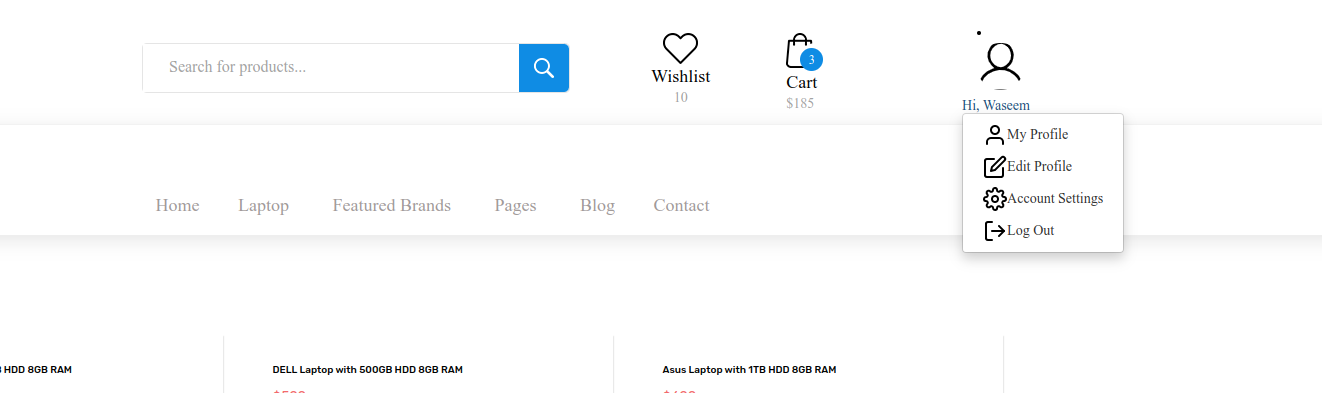 Search for products...
Wishlist
10
3
Cart
$185
Hi, Waseem
My Profile
Edit Profile
Account Settings
Log Out
Home Laptop Featured Brands Pages Blog Contact
HDD 8GB RAM
DELL Laptop with 500GB HDD 8GB RAM
Asus Laptop with 1TB HDD 8GB RAM